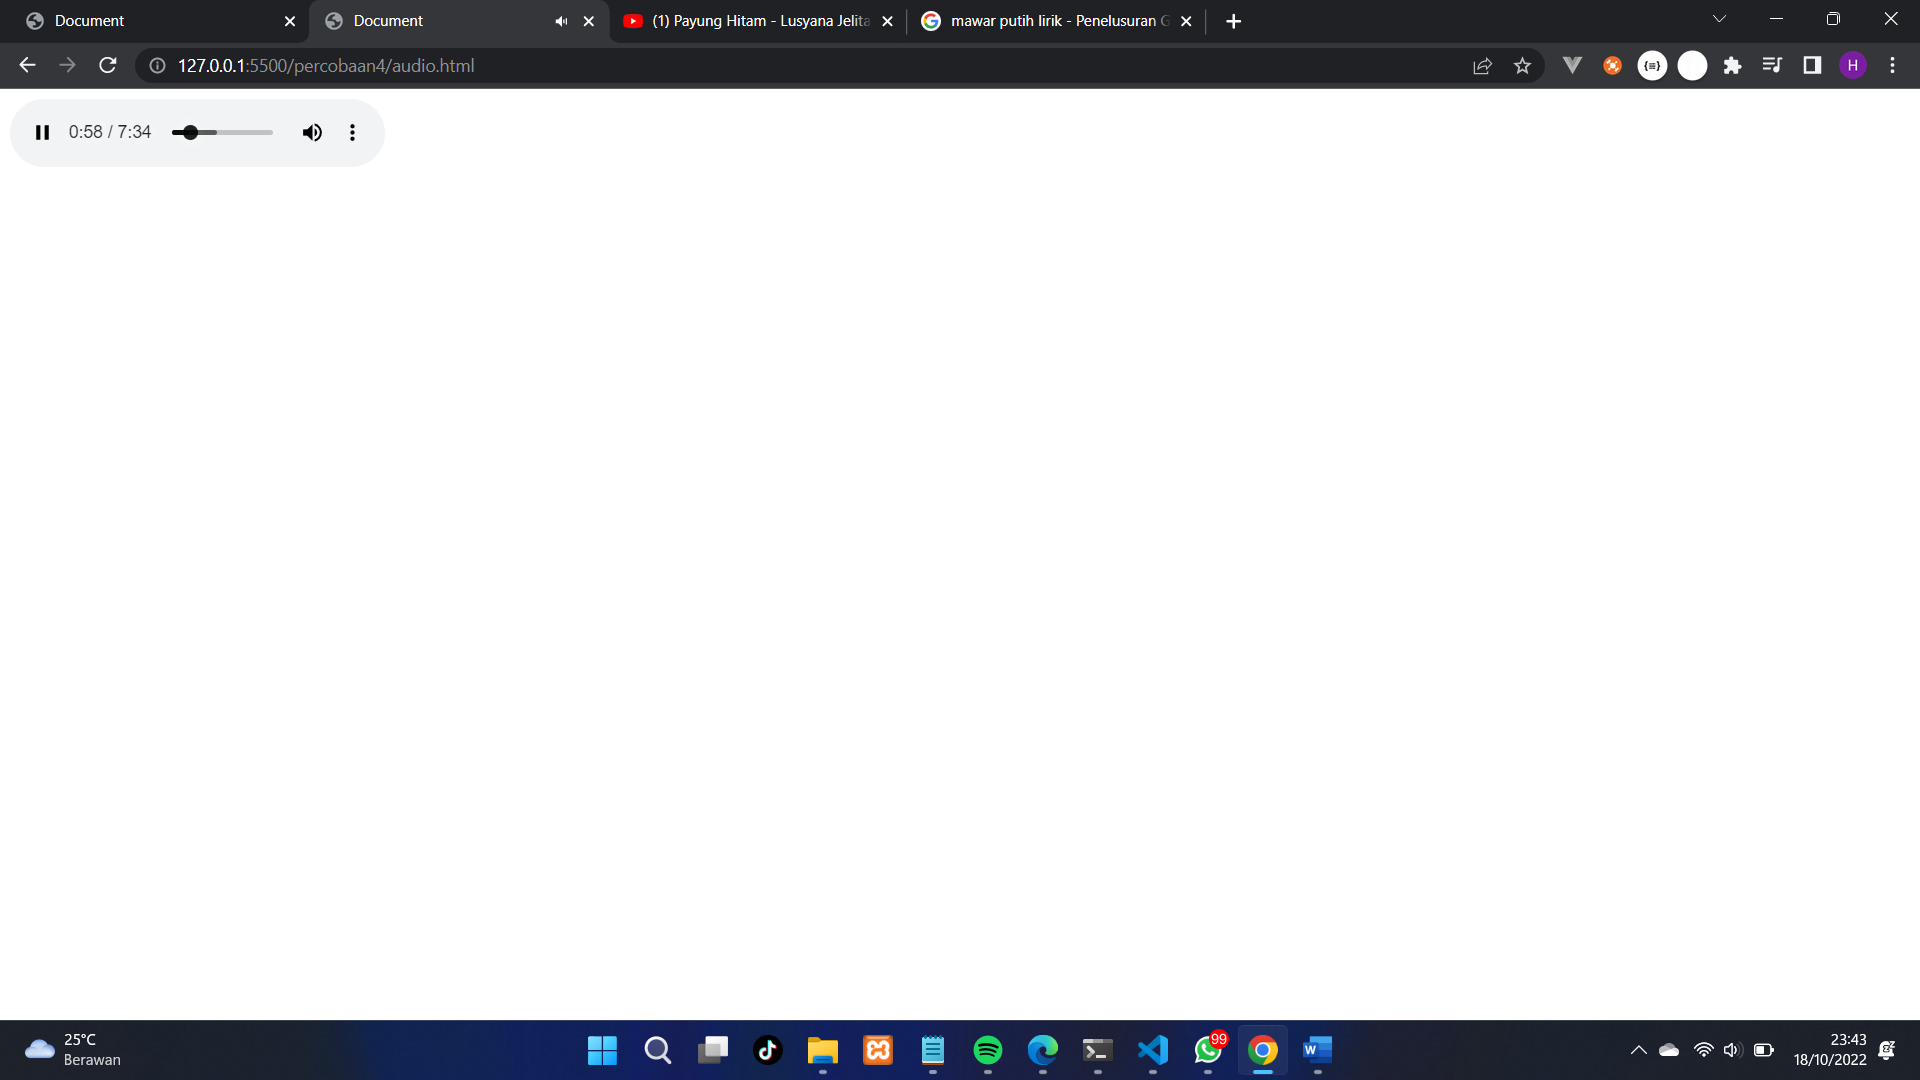 Document
Document
(1) Payung Hitam - Lusyana Jelita
mawar putih lirik - Penelusuran G
127.0.0.1:5500/percobaan4/audio.html
H
0:58 / 7:34
25°C
Berawan
99
W
23:43
18/10/2022